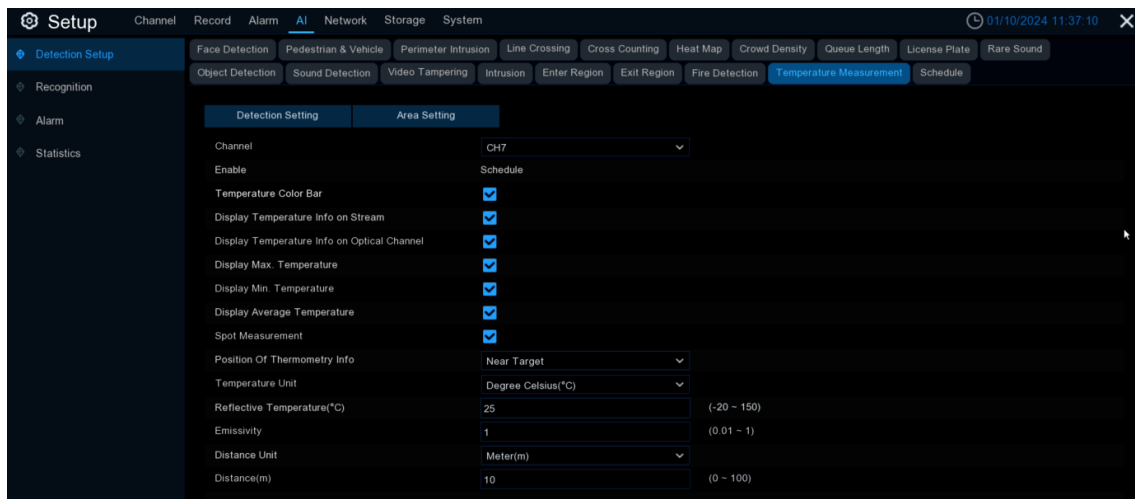 Setup Channel Record Alarm AI Network Storage System 01/10/2024 11:37:10
Detection Setup
Recognition
Alarm
Statistics
Face Detection Pedestrian & Vehicle Perimeter Intrusion Line Crossing Cross Counting Heat Map Crowd Density Queue Length License Plate Rare Sound
Object Detection Sound Detection Video Tampering Intrusion Enter Region Exit Region Fire Detection Temperature Measurement Schedule
Detection Setting Area Setting
Channel CH7
Enable Schedule
Temperature Color Bar
Display Temperature Info on Stream
Display Temperature Info on Optical Channel
Display Max. Temperature
Display Min. Temperature
Display Average Temperature
Spot Measurement
Position Of Thermometry Info Near Target
Temperature Unit Degree Celsius(°C)
Reflective Temperature(°C) 25 (-20 ~ 150)
Emissivity 1 (0.01 ~ 1)
Distance Unit Meter(m)
Distance(m) 10 (0 ~ 100)